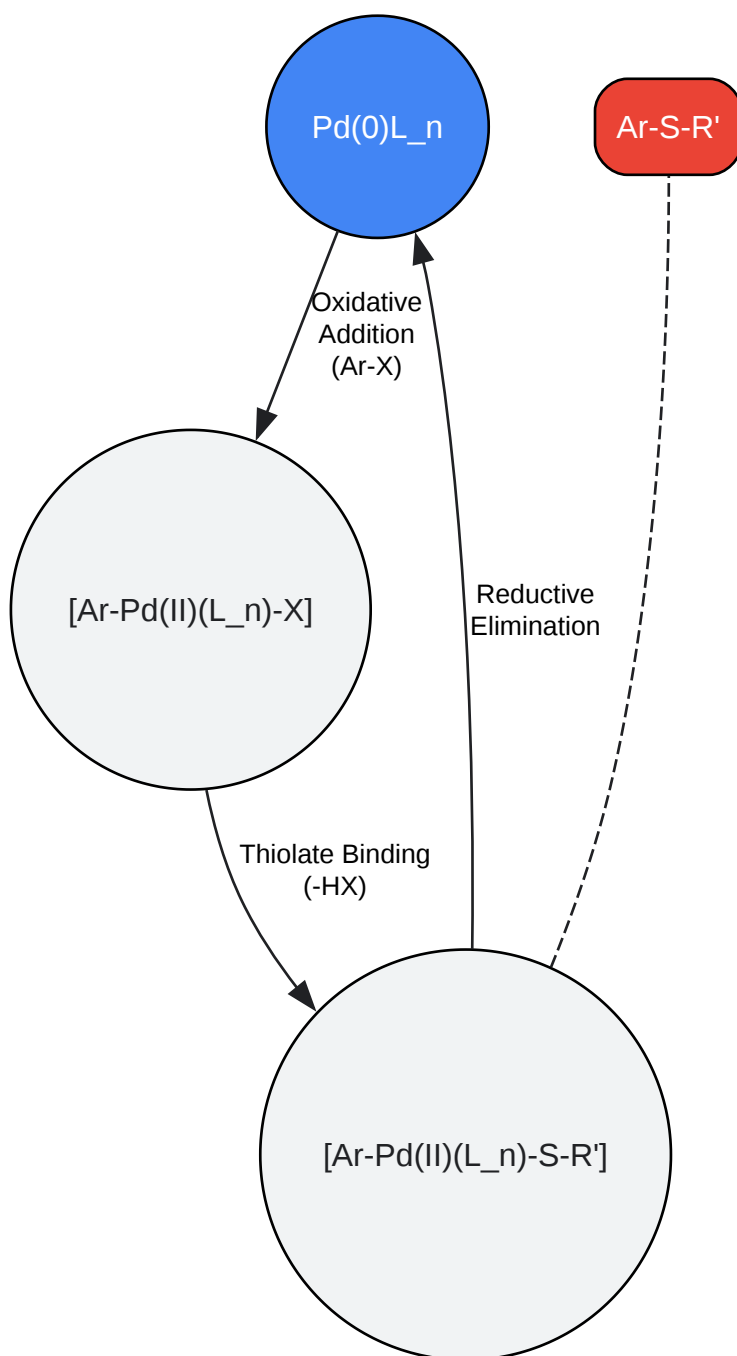 Pd(0)L_n
Ar-S-R'
Oxidative
Addition
(Ar-X)
[Ar-Pd(II)(L_n)-X]
Reductive
Elimination
Thiolate Binding
(-HX)
[Ar-Pd(II)(L_n)-S-R']